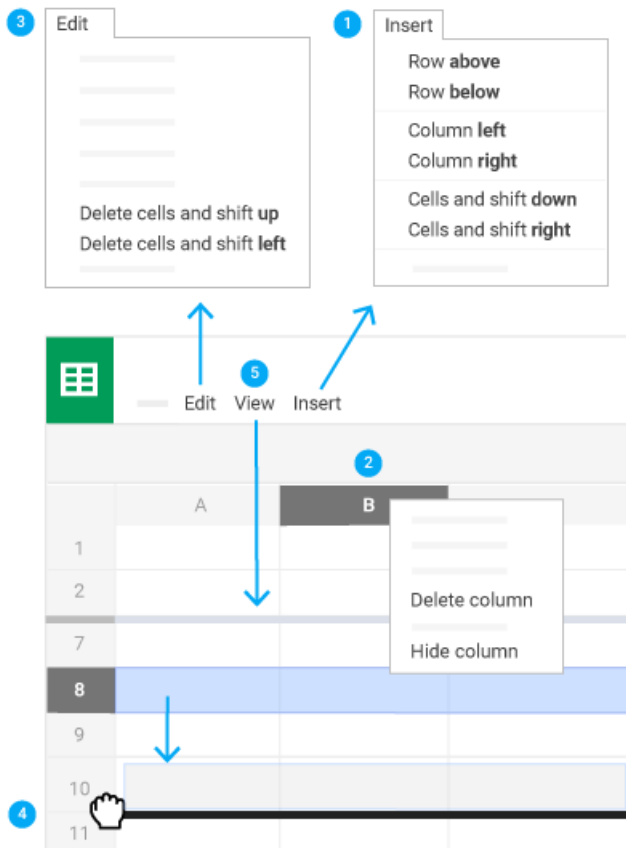 3 Edit
Delete cells and shift up
Delete cells and shift left
1 Insert
Row above
Row below
Column left
Column right
Cells and shift down
Cells and shift right
5
Edit View Insert
2
A B
1
2
Delete column
Hide column
7
8
9
10
4
11